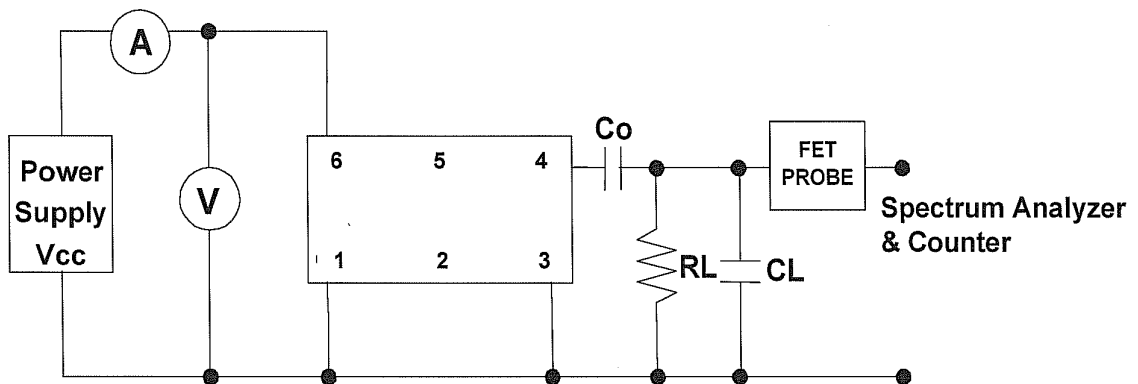 A
Power
Supply
Vcc
V
6 5 4
1 2 3
Co
RL
CL
FET
PROBE
Spectrum Analyzer
& Counter